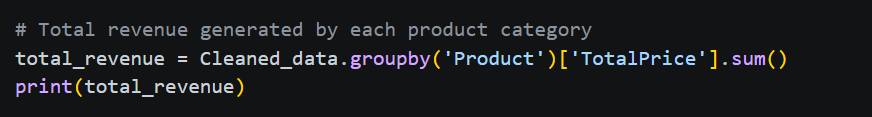 # Total revenue generated by each product category
total_revenue = Cleaned_data.groupby('Product')['TotalPrice'].sum()
print(total_revenue)